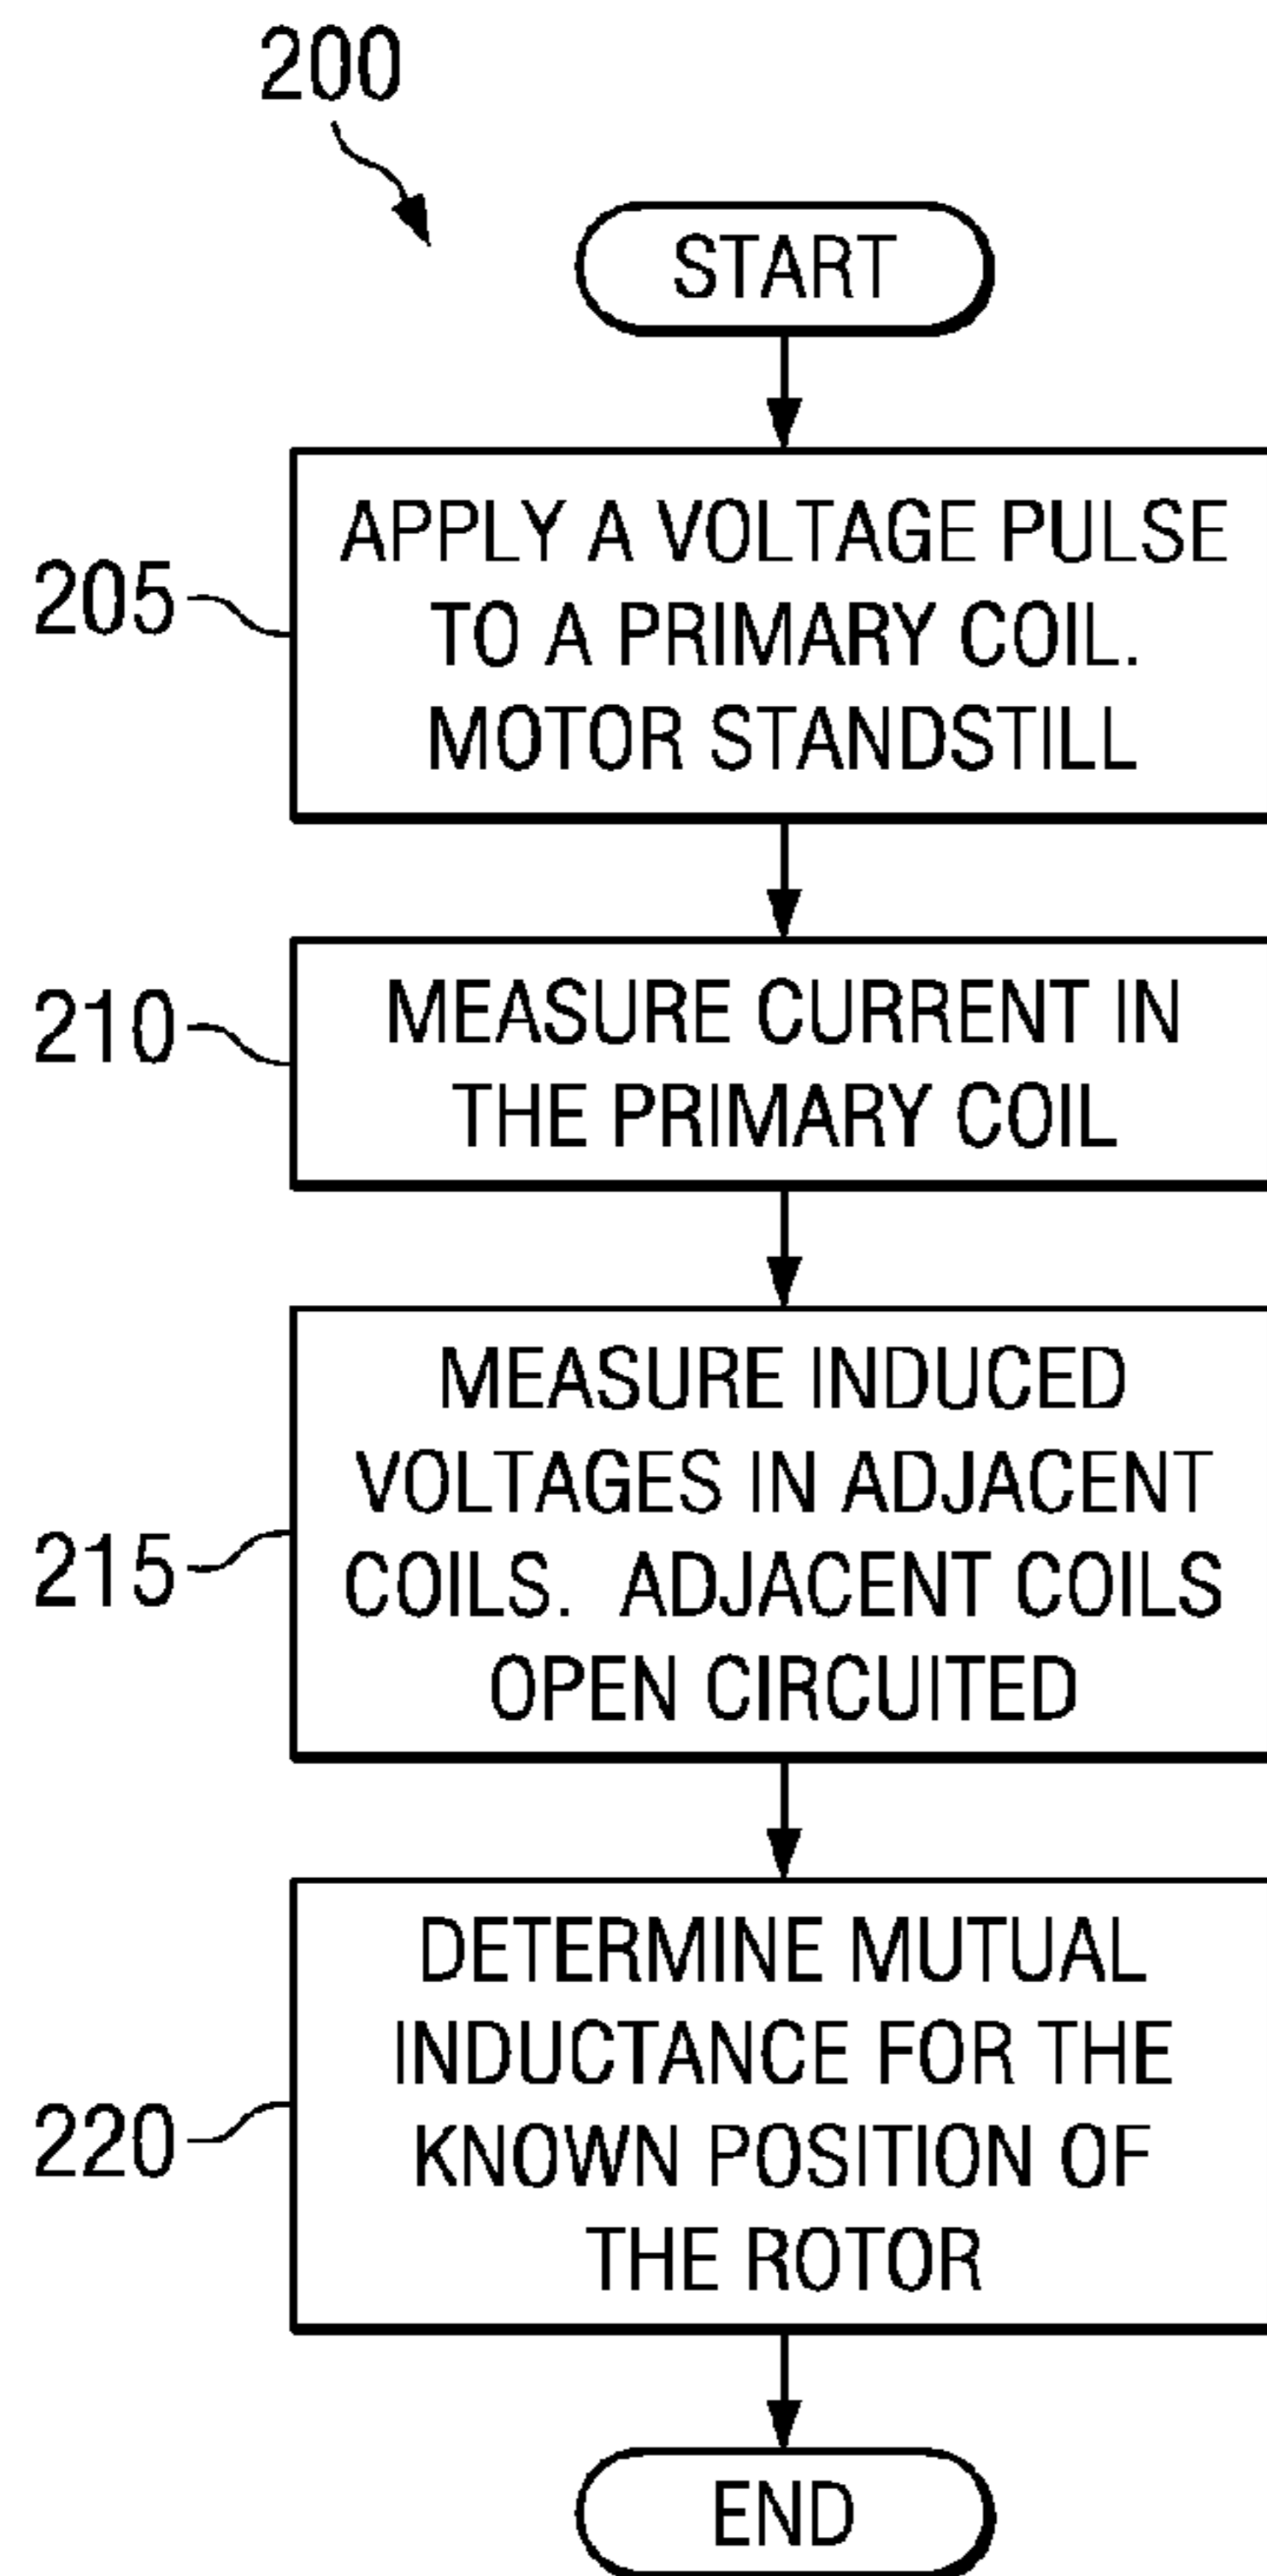 200
START
205
APPLY A VOLTAGE PULSE
TO A PRIMARY COIL.
MOTOR STANDSTILL
210
MEASURE CURRENT IN
THE PRIMARY COIL
215
MEASURE INDUCED
VOLTAGES IN ADJACENT
COILS. ADJACENT COILS
OPEN CIRCUITED
220
DETERMINE MUTUAL
INDUCTANCE FOR THE
KNOWN POSITION OF
THE ROTOR
END